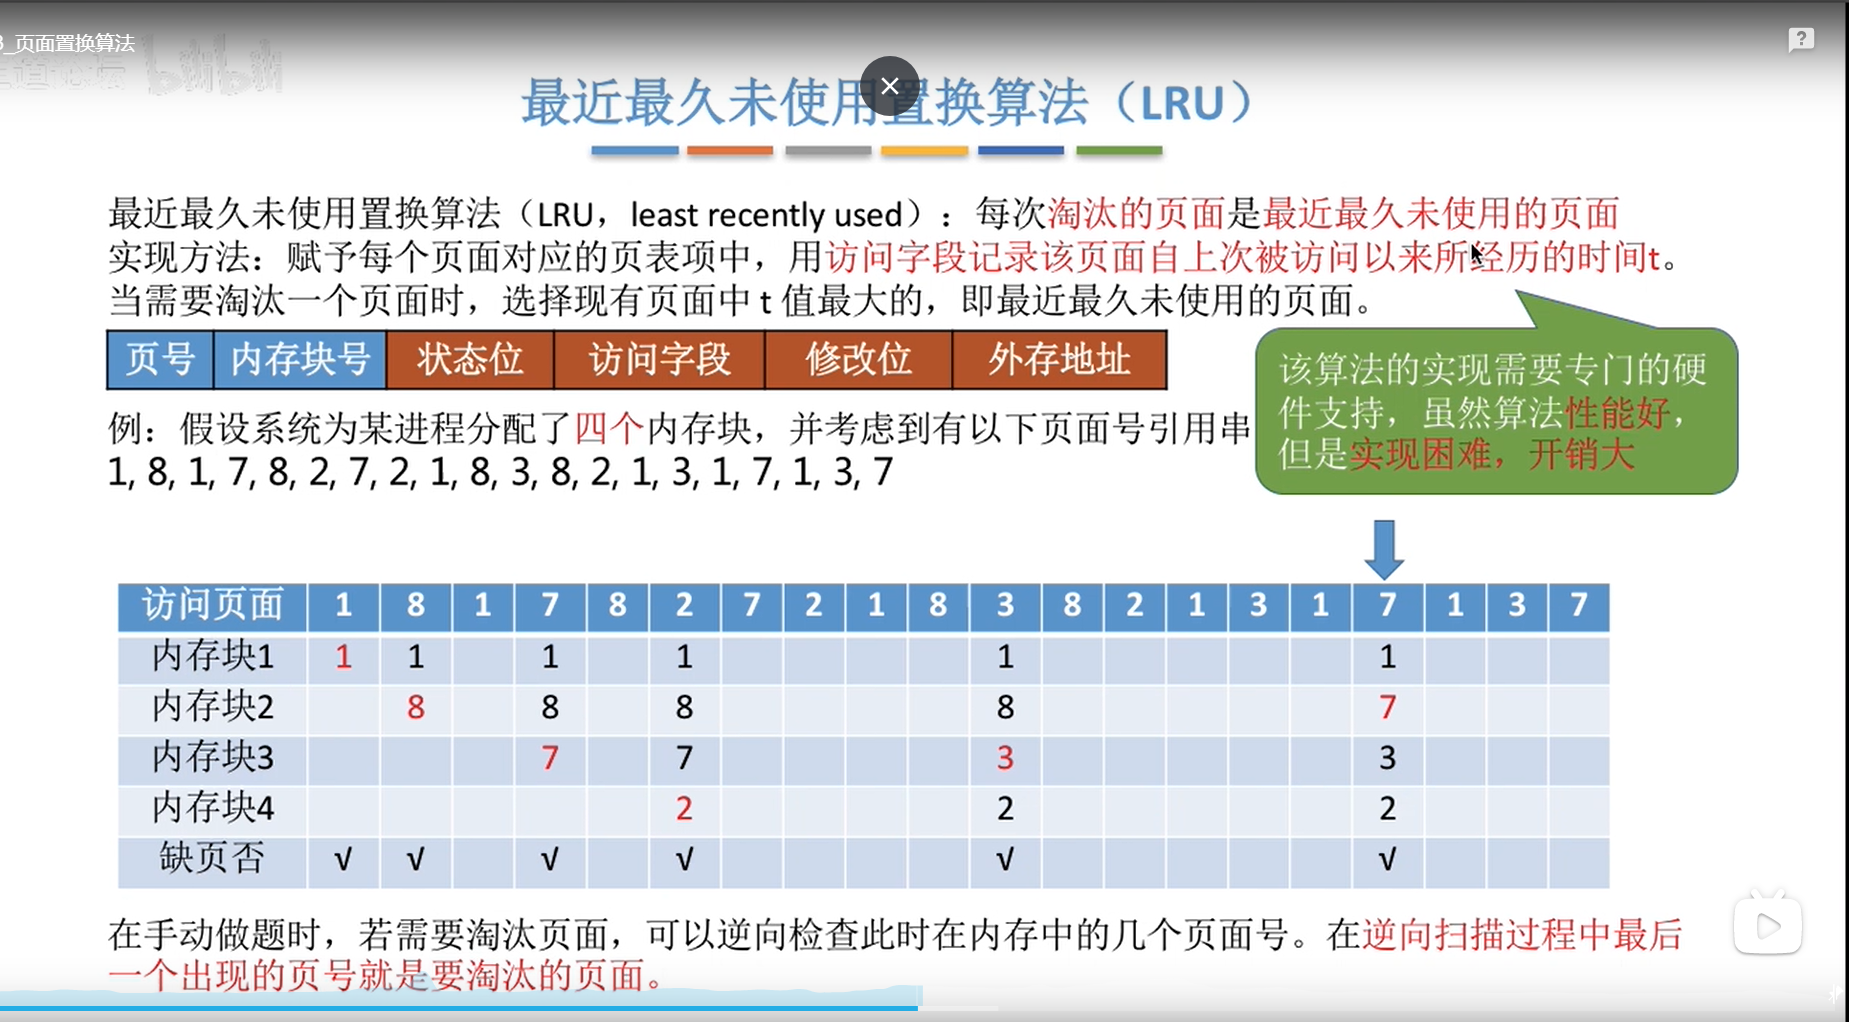 3_页面置换算法
bilibili
最近最久未使用置换算法（LRU）
最近最久未使用置换算法（LRU，least recently used）：每次淘汰的页面是最近最久未使用的页面
实现方法：赋予每个页面对应的页表项中，用访问字段记录该页面自上次被访问以来所经历的时间t。
当需要淘汰一个页面时，选择现有页面中 t 值最大的，即最近最久未使用的页面。
页号 内存块号 状态位 访问字段 修改位 外存地址
该算法的实现需要专门的硬
件支持，虽然算法性能好，
但是实现困难，开销大
例：假设系统为某进程分配了四个内存块，并考虑到有以下页面号引用串
1, 8, 1, 7, 8, 2, 7, 2, 1, 8, 3, 8, 2, 1, 3, 1, 7, 1, 3, 7
访问页面 1 8 1 7 8 2 7 2 1 8 3 8 2 1 3 1 7 1 3 7
内存块1 1 1 1 1 1 1
内存块2 8 8 8 8 7
内存块3 7 7 3 3
内存块4 2 2 2
缺页否 √ √ √ √ √ √
在手动做题时，若需要淘汰页面，可以逆向检查此时在内存中的几个页面号。在逆向扫描过程中最后
一个出现的页号就是要淘汰的页面。